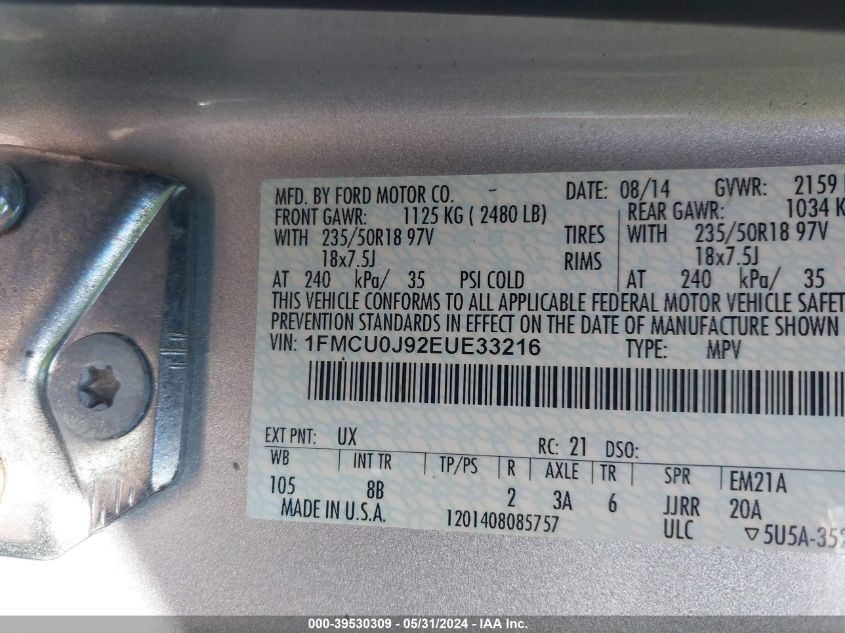 MFD. BY FORD MOTOR CO. - DATE: 08/14 GVWR: 2159
FRONT GAWR: 1125 KG ( 2480 LB) REAR GAWR: 1034 K
WITH 235/50R18 97V TIRES WITH 235/50R18 97V
18x7.5J RIMS 18x7.5J
AT 240 kPa/ 35 PSI COLD AT 240 kPa/ 35
THIS VEHICLE CONFORMS TO ALL APPLICABLE FEDERAL MOTOR VEHICLE SAFET
PREVENTION STANDARDS IN EFFECT ON THE DATE OF MANUFACTURE SHOWN
VIN: 1FMCU0J92EUE33216 TYPE: MPV
EXT PNT: UX RC: 21 DSO:
WB INT TR TP/PS R AXLE TR SPR EM21A
105 8B 2 3A 6 JJRR 20A
MADE IN U.S.A. 1201408085757 ULC ▽5U5A-352
000-39530309 - 05/31/2024 - IAA Inc.